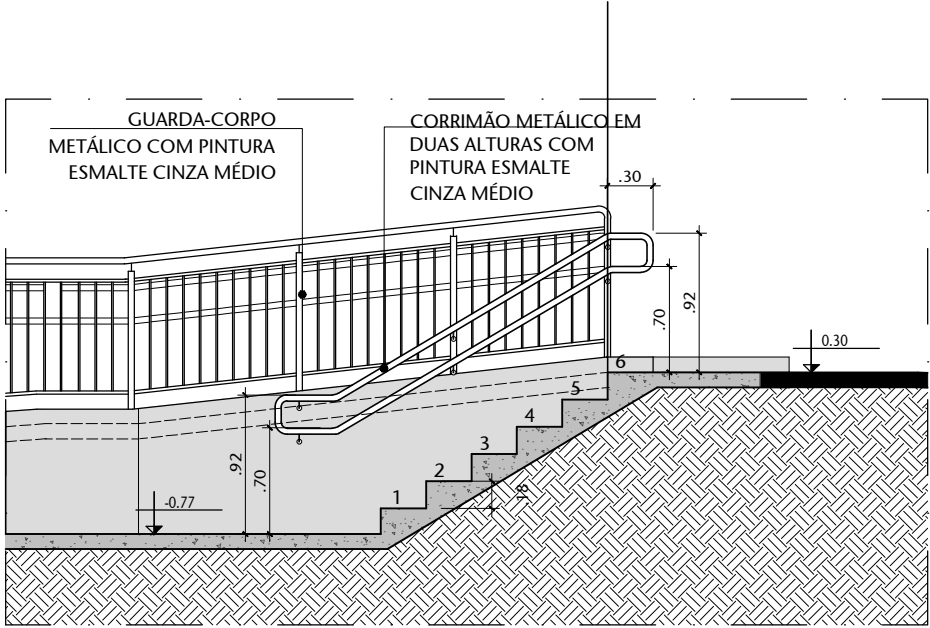 GUARDA-CORPO
METÁLICO COM PINTURA
ESMALTE CINZA MÉDIO
CORRIMÃO METÁLICO EM
DUAS ALTURAS COM
PINTURA ESMALTE
CINZA MÉDIO
.30
.70
.92
0.30
6
5
4
3
2
1
.18
.92
.70
-0.77